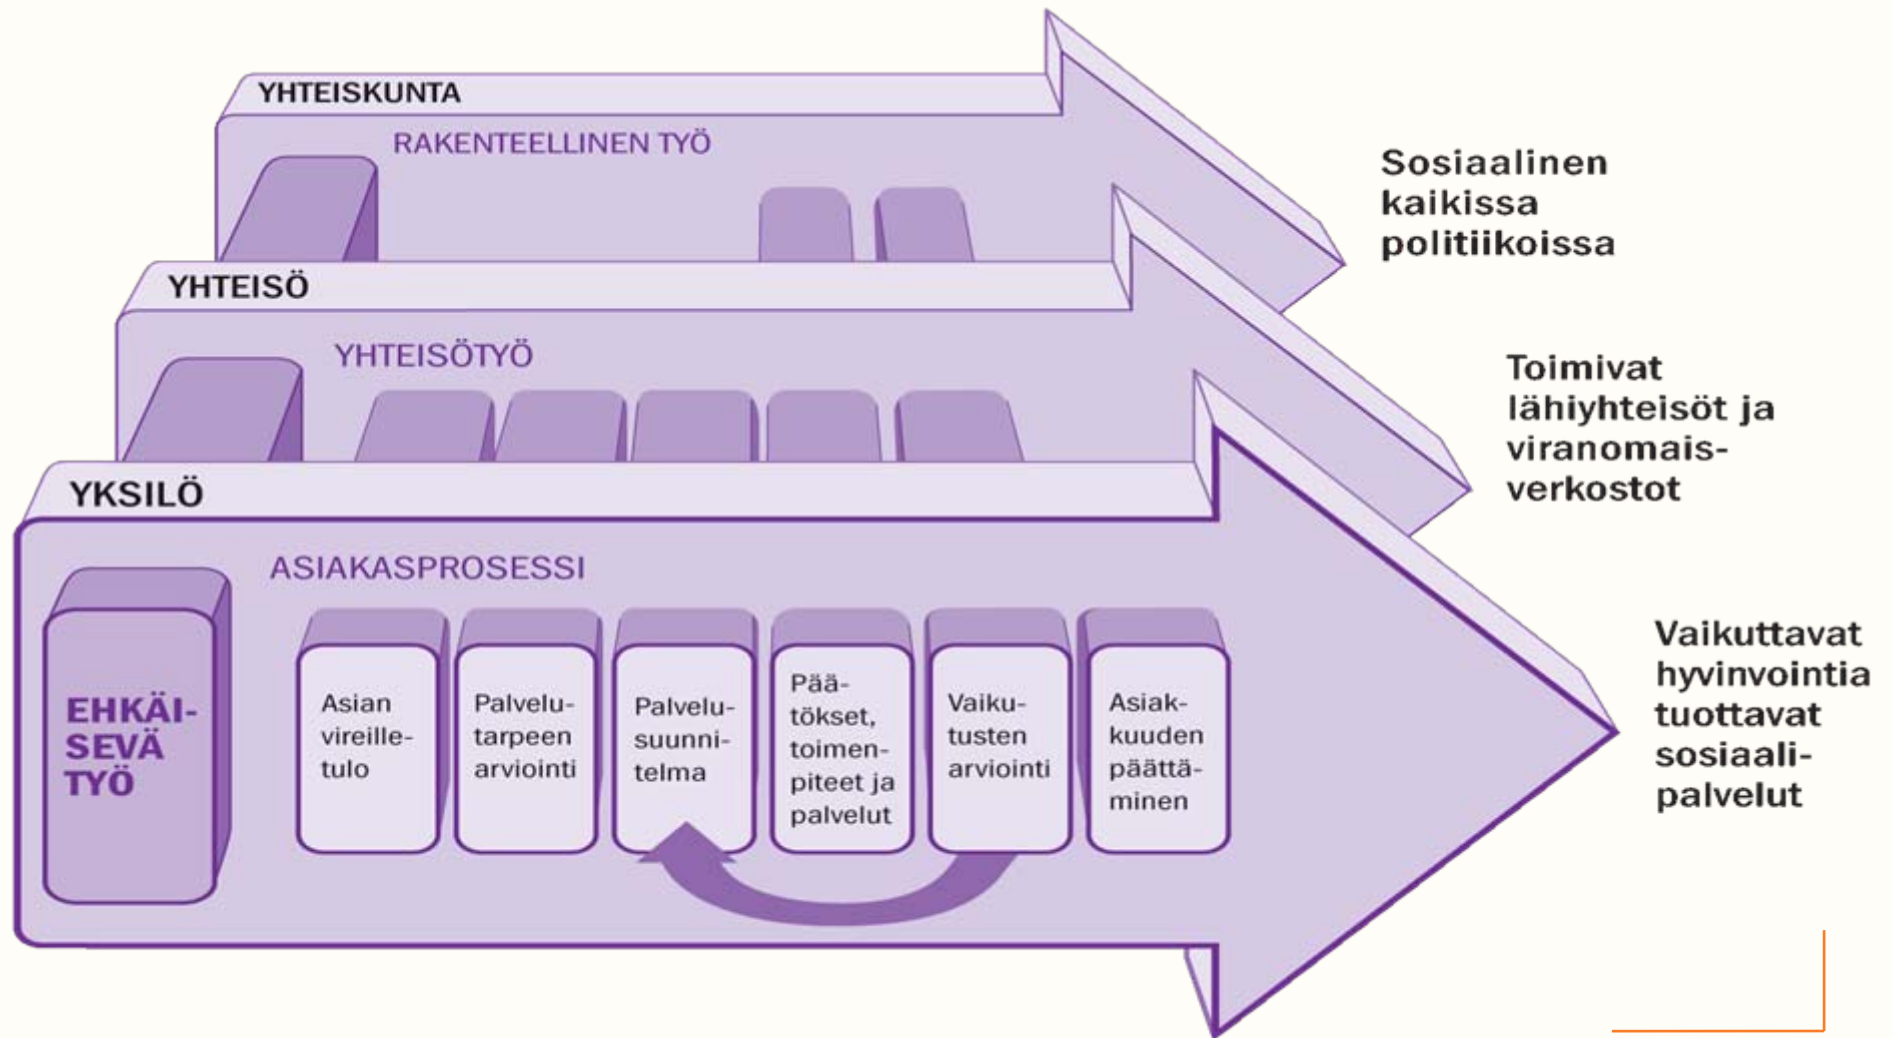 YHTEISKUNTA
RAKENTEELLINEN TYÖ
Sosiaalinen
kaikissa
politiikoissa
YHTEISÖ
YHTEISÖTYÖ
Toimivat
lähiyhteisöt ja
viranomais-
verkostot
YKSILÖ
ASIAKASPROSESSI
EHKÄI-
SEVÄ
TYÖ
Asian
vireille-
tulo
Palvelu-
tarpeen
arviointi
Palvelu-
suunni-
telma
Pää-
tökset,
toimen-
piteet ja
palvelut
Vaiku-
tusten
arviointi
Asiak-
kuuden
päättä-
minen
Vaikuttavat
hyvinvointia
tuottavat
sosiaali-
palvelut